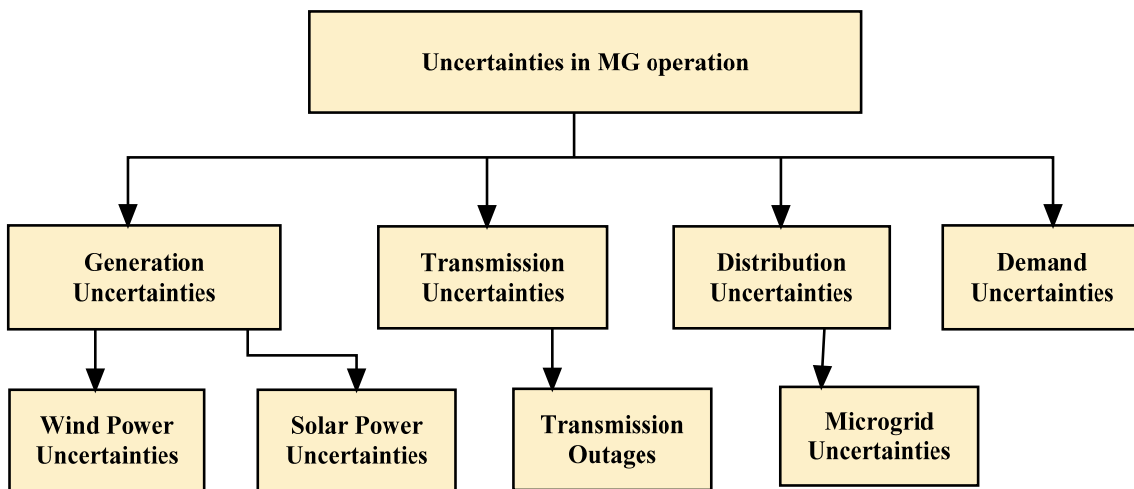 Uncertainties in MG operation
Generation
Uncertainties
Transmission
Uncertainties
Distribution
Uncertainties
Demand
Uncertainties
Wind Power
Uncertainties
Solar Power
Uncertainties
Transmission
Outages
Microgrid
Uncertainties